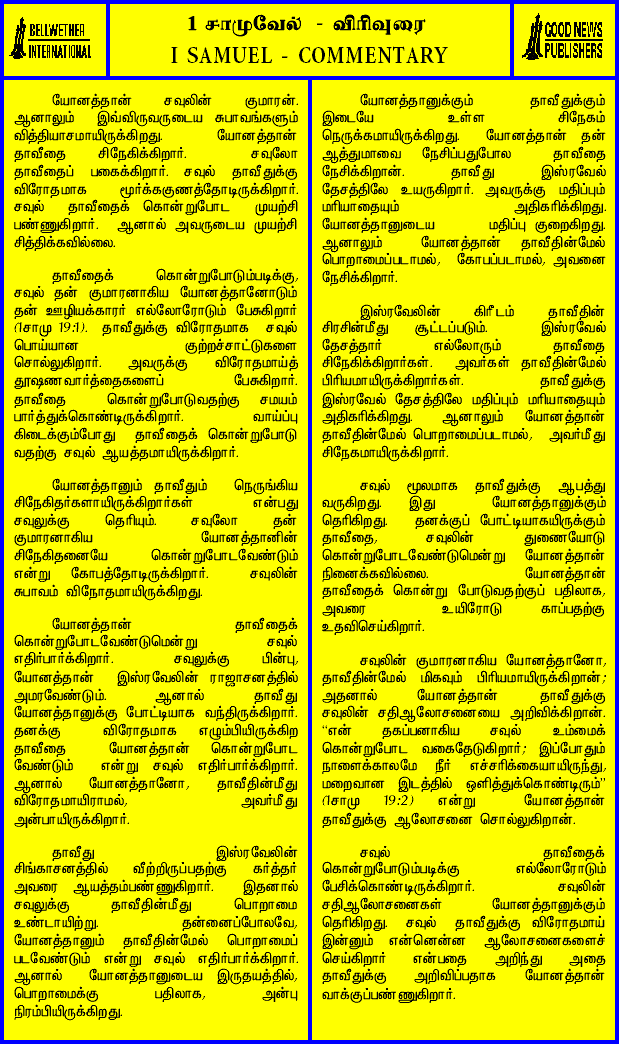 BELLWETHER
INTERNATIONAL
1 சாமுவேல் - விரிவுரை
I SAMUEL - COMMENTARY
GOOD NEWS
PUBLISHERS
யோனத்தான் சவுலின் குமாரன்.
ஆனாலும் இவ்விருவருடைய சுபாவங்களும்
வித்தியாசமாயிருக்கிறது. யோனத்தான்
தாவீதை சிநேகிக்கிறார். சவுலோ
தாவீதைப் பகைக்கிறார். சவுல் தாவீதுக்கு
விரோதமாக மூர்க்ககுணத்தோடிருக்கிறார்.
சவுல் தாவீதைக் கொன்றுபோட முயற்சி
பண்ணுகிறார். ஆனால் அவருடைய முயற்சி
சித்திக்கவில்லை.
தாவீதைக் கொன்றுபோடும்படிக்கு,
சவுல் தன் குமாரனாகிய யோனத்தானோடும்
தன் ஊழியக்காரர் எல்லோரோடும் பேசுகிறார்
(1சாமு 19:1). தாவீதுக்கு விரோதமாக சவுல்
பொய்யான குற்றச்சாட்டுகளை
சொல்லுகிறார். அவருக்கு விரோதமாய்த்
தூஷணவார்த்தைகளைப் பேசுகிறார்.
தாவீதை கொன்றுபோடுவதற்கு சமயம்
பார்த்துக்கொண்டிருக்கிறார். வாய்ப்பு
கிடைக்கும்போது தாவீதைக் கொன்றுபோடு
வதற்கு சவுல் ஆயத்தமாயிருக்கிறார்.
யோனத்தானும் தாவீதும் நெருங்கிய
சிநேகிதர்களாயிருக்கிறார்கள் என்பது
சவுலுக்கு தெரியும். சவுலோ தன்
குமாரனாகிய யோனத்தானின்
சிநேகிதனையே கொன்றுபோடவேண்டும்
என்று கோபத்தோடிருக்கிறார். சவுலின்
சுபாவம் விநோதமாயிருக்கிறது.
யோனத்தான் தாவீதைக்
கொன்றுபோடவேண்டுமென்று சவுல்
எதிர்பார்க்கிறார். சவுலுக்கு பின்பு,
யோனத்தான் இஸ்ரவேலின் ராஜாசனத்தில்
அமரவேண்டும். ஆனால் தாவீது
யோனத்தானுக்கு போட்டியாக வந்திருக்கிறார்.
தனக்கு விரோதமாக எழும்பியிருக்கிற
தாவீதை யோனத்தான் கொன்றுபோட
வேண்டும் என்று சவுல் எதிர்பார்க்கிறார்.
ஆனால் யோனத்தானோ, தாவீதின்மீது
விரோதமாயிராமல், அவர்மீது
அன்பாயிருக்கிறார்.
தாவீது இஸ்ரவேலின்
சிங்காசனத்தில் வீற்றிருப்பதற்கு கர்த்தர்
அவரை ஆயத்தம்பண்ணுகிறார். இதனால்
சவுலுக்கு தாவீதின்மீது பொறாமை
உண்டாயிற்று. தன்னைப்போலவே,
யோனத்தானும் தாவீதின்மேல் பொறாமைப்
படவேண்டும் என்று சவுல் எதிர்பார்க்கிறார்.
ஆனால் யோனத்தானுடைய இருதயத்தில்,
பொறாமைக்கு பதிலாக, அன்பு
நிரம்பியிருக்கிறது.
யோனத்தானுக்கும் தாவீதுக்கும்
இடையே உள்ள சிநேகம்
நெருக்கமாயிருக்கிறது. யோனத்தான் தன்
ஆத்துமாவை நேசிப்பதுபோல தாவீதை
நேசிக்கிறான். தாவீது இஸ்ரவேல்
தேசத்திலே உயருகிறார். அவருக்கு மதிப்பும்
மரியாதையும் அதிகரிக்கிறது.
யோனத்தானுடைய மதிப்பு குறைகிறது.
ஆனாலும் யோனத்தான் தாவீதின்மேல்
பொறாமைப்படாமல், கோபப்படாமல், அவனை
நேசிக்கிறார்.
இஸ்ரவேலின் கிரீடம் தாவீதின்
சிரசின்மீது சூட்டப்படும். இஸ்ரவேல்
தேசத்தார் எல்லோரும் தாவீதை
சிநேகிக்கிறார்கள். அவர்கள் தாவீதின்மேல்
பிரியமாயிருக்கிறார்கள். தாவீதுக்கு
இஸ்ரவேல் தேசத்திலே மதிப்பும் மரியாதையும்
அதிகரிக்கிறது. ஆனாலும் யோனத்தான்
தாவீதின்மேல் பொறாமைப்படாமல், அவர்மீது
சிநேகமாயிருக்கிறார்.
சவுல் மூலமாக தாவீதுக்கு ஆபத்து
வருகிறது. இது யோனத்தானுக்கும்
தெரிகிறது. தனக்குப் போட்டியாகயிருக்கும்
தாவீதை, சவுலின் துணையோடு
கொன்றுபோடவேண்டுமென்று யோனத்தான்
நினைக்கவில்லை. யோனத்தான்
தாவீதைக் கொன்று போடுவதற்குப் பதிலாக,
அவரை உயிரோடு காப்பதற்கு
உதவிசெய்கிறார்.
சவுலின் குமாரனாகிய யோனத்தானோ,
தாவீதின்மேல் மிகவும் பிரியமாயிருக்கிறான்;
அதனால் யோனத்தான் தாவீதுக்கு
சவுலின் சதிஆலோசனையை அறிவிக்கிறான்.
“என் தகப்பனாகிய சவுல் உம்மைக்
கொன்றுபோட வகைதேடுகிறார்; இப்போதும்
நாளைக்காலமே நீர் எச்சரிக்கையாயிருந்து,
மறைவான இடத்தில் ஒளித்துக்கொண்டிரும்”
(1சாமு 19:2) என்று யோனத்தான்
தாவீதுக்கு ஆலோசனை சொல்லுகிறான்.
சவுல் தாவீதைக்
கொன்றுபோடும்படிக்கு எல்லோரோடும்
பேசிக்கொண்டிருக்கிறார். சவுலின்
சதிஆலோசனைகள் யோனத்தானுக்கும்
தெரிகிறது. சவுல் தாவீதுக்கு விரோதமாய்
இன்னும் என்னென்ன ஆலோசனைகளைச்
செய்கிறார் என்பதை அறிந்து அதை
தாவீதுக்கு அறிவிப்பதாக யோனத்தான்
வாக்குப்பண்ணுகிறார்.